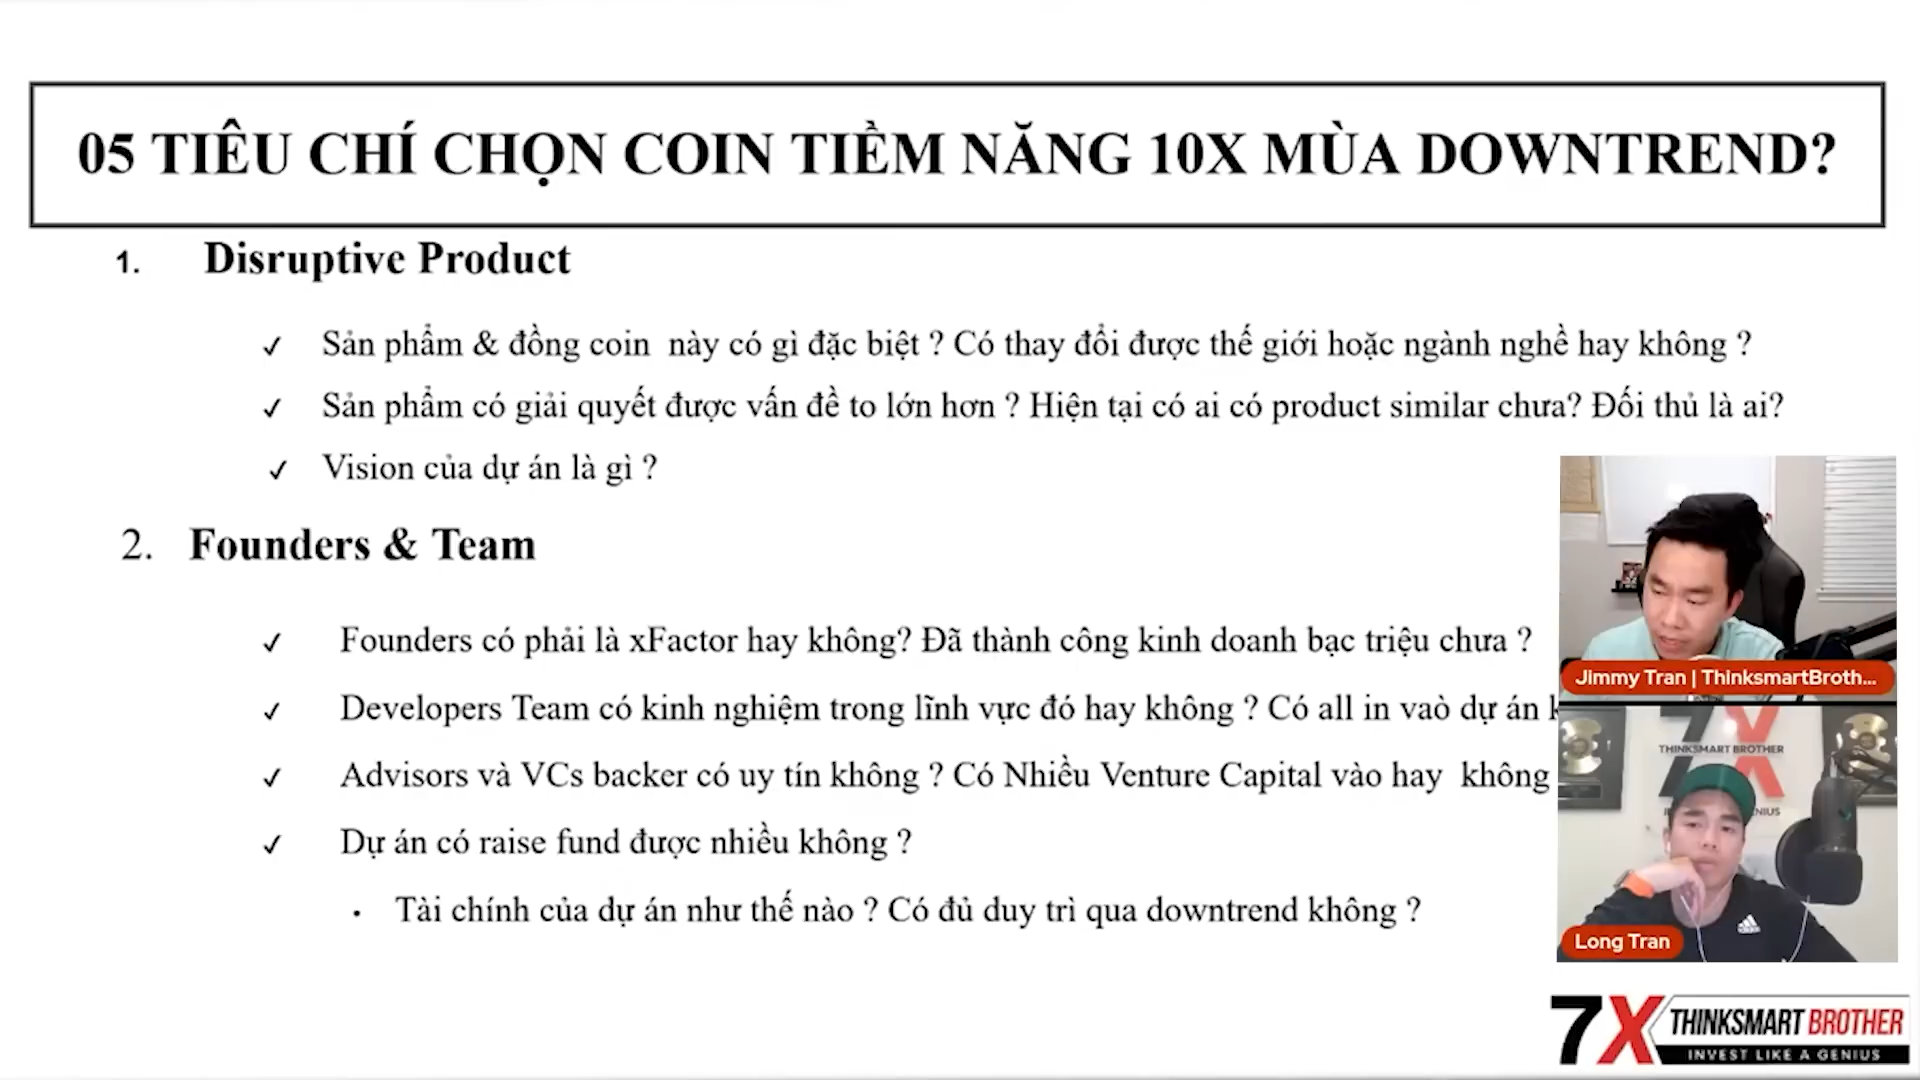 05 TIÊU CHÍ CHỌN COIN TIỀM NĂNG 10X MÙA DOWNTREND?
1. Disruptive Product
✓ Sản phẩm & đồng coin này có gì đặc biệt ? Có thay đổi được thế giới hoặc ngành nghề hay không ?
✓ Sản phẩm có giải quyết được vấn đề to lớn hơn ? Hiện tại có ai có product similar chưa? Đối thủ là ai?
✓ Vision của dự án là gì ?
2. Founders & Team
✓ Founders có phải là xFactor hay không? Đã thành công kinh doanh bạc triệu chưa ?
✓ Developers Team có kinh nghiệm trong lĩnh vực đó hay không ? Có all in vaò dự án
✓ Advisors và VCs backer có uy tín không ? Có Nhiều Venture Capital vào hay không
✓ Dự án có raise fund được nhiều không ?
• Tài chính của dự án như thế nào ? Có đủ duy trì qua downtrend không ?
Jimmy Tran | ThinksmartBroth...
7X
THINKSMART BROTHER
Long Tran
7X THINKSMART BROTHER
INVEST LIKE A GENIUS